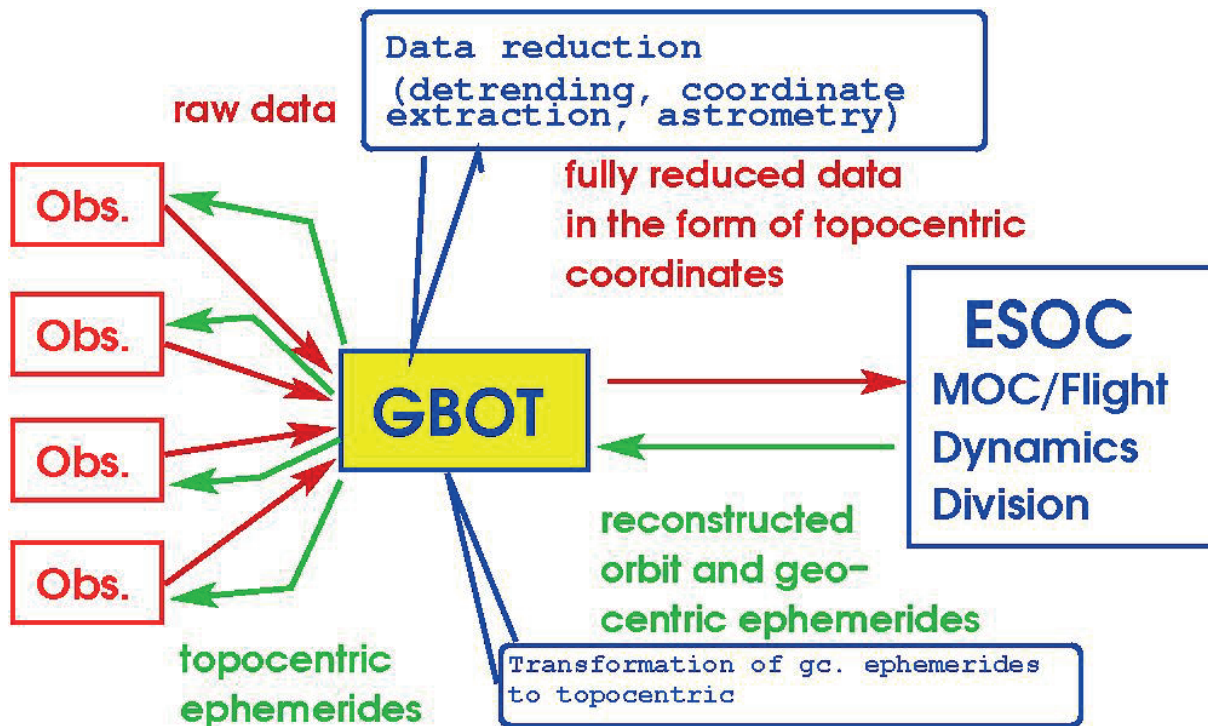 Data reduction
(detrending, coordinate
extraction, astrometry)
raw data
fully reduced data
in the form of topocentric
coordinates
Obs.
Obs.
Obs.
Obs.
GBOT
ESOC
MOC/Flight
Dynamics
Division
reconstructed
orbit and geo-
centric ephemerides
topocentric
ephemerides
Transformation of gc. ephemerides
to topocentric